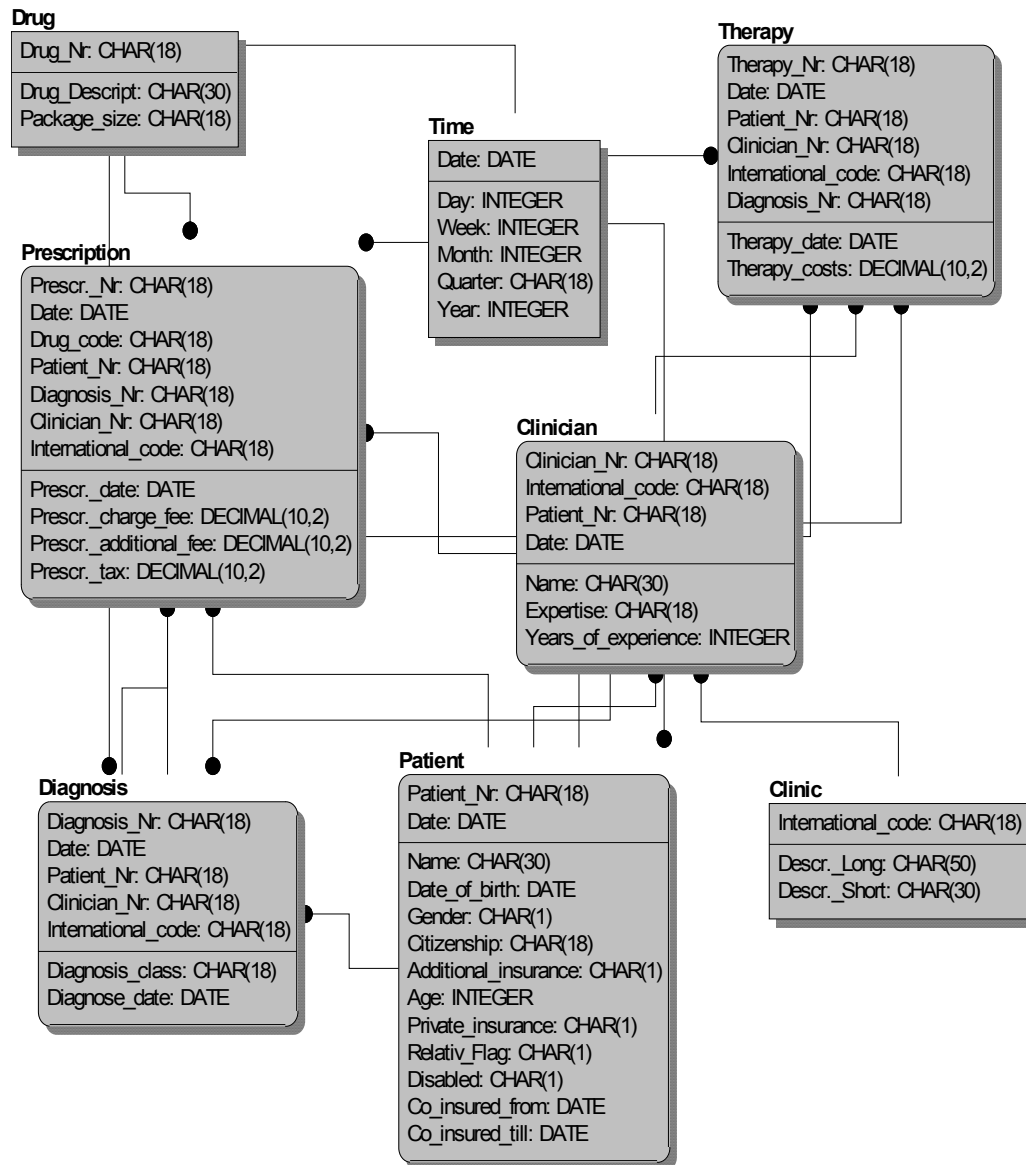 Drug
Drug_Nr: CHAR(18)
Drug_Descript: CHAR(30)
Package_size: CHAR(18)
Therapy
Therapy_Nr: CHAR(18)
Date: DATE
Patient_Nr: CHAR(18)
Clinician_Nr: CHAR(18)
International_code: CHAR(18)
Diagnosis_Nr: CHAR(18)
Therapy_date: DATE
Therapy_costs: DECIMAL(10,2)
Time
Date: DATE
Day: INTEGER
Week: INTEGER
Month: INTEGER
Quarter: CHAR(18)
Year: INTEGER
Prescription
Prescr._Nr: CHAR(18)
Date: DATE
Drug_code: CHAR(18)
Patient_Nr: CHAR(18)
Diagnosis_Nr: CHAR(18)
Clinician_Nr: CHAR(18)
International_code: CHAR(18)
Prescr._date: DATE
Prescr._charge_fee: DECIMAL(10,2)
Prescr._additional_fee: DECIMAL(10,2)
Prescr._tax: DECIMAL(10,2)
Clinician
Clinician_Nr: CHAR(18)
International_code: CHAR(18)
Patient_Nr: CHAR(18)
Date: DATE
Name: CHAR(30)
Expertise: CHAR(18)
Years_of_experience: INTEGER
Diagnosis
Diagnosis_Nr: CHAR(18)
Date: DATE
Patient_Nr: CHAR(18)
Clinician_Nr: CHAR(18)
International_code: CHAR(18)
Diagnosis_class: CHAR(18)
Diagnose_date: DATE
Patient
Patient_Nr: CHAR(18)
Date: DATE
Name: CHAR(30)
Date_of_birth: DATE
Gender: CHAR(1)
Citizenship: CHAR(18)
Additional_insurance: CHAR(1)
Age: INTEGER
Private_insurance: CHAR(1)
Relativ_Flag: CHAR(1)
Disabled: CHAR(1)
Co_insured_from: DATE
Co_insured_till: DATE
Clinic
International_code: CHAR(18)
Descr._Long: CHAR(50)
Descr._Short: CHAR(30)